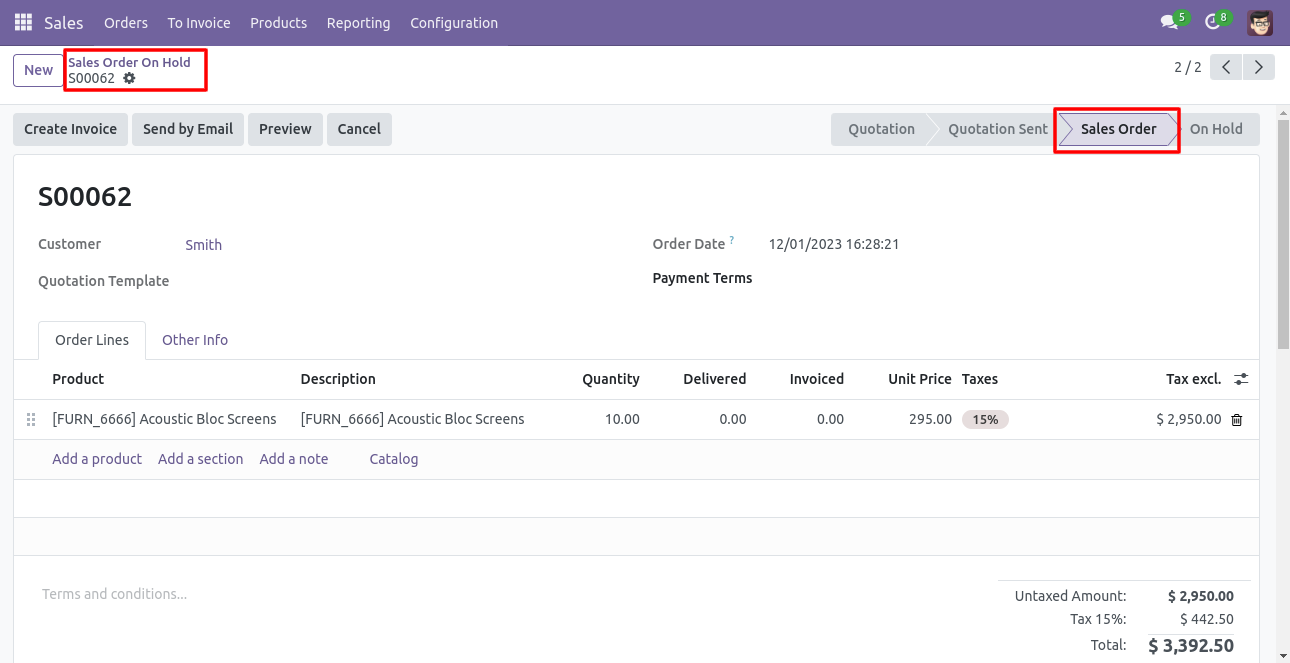 Sales Orders To Invoice Products Reporting Configuration 5 8
New Sales Order On Hold 2 / 2
S00062
Create Invoice Send by Email Preview Cancel Quotation Quotation Sent Sales Order On Hold
S00062
Customer Smith Order Date ? 12/01/2023 16:28:21
Quotation Template Payment Terms
Order Lines Other Info
Product Description Quantity Delivered Invoiced Unit Price Taxes Tax excl.
[FURN_6666] Acoustic Bloc Screens [FURN_6666] Acoustic Bloc Screens 10.00 0.00 0.00 295.00 15% $ 2,950.00
Add a product Add a section Add a note Catalog
Terms and conditions... Untaxed Amount: $ 2,950.00
Tax 15%: $ 442.50
Total: $ 3,392.50